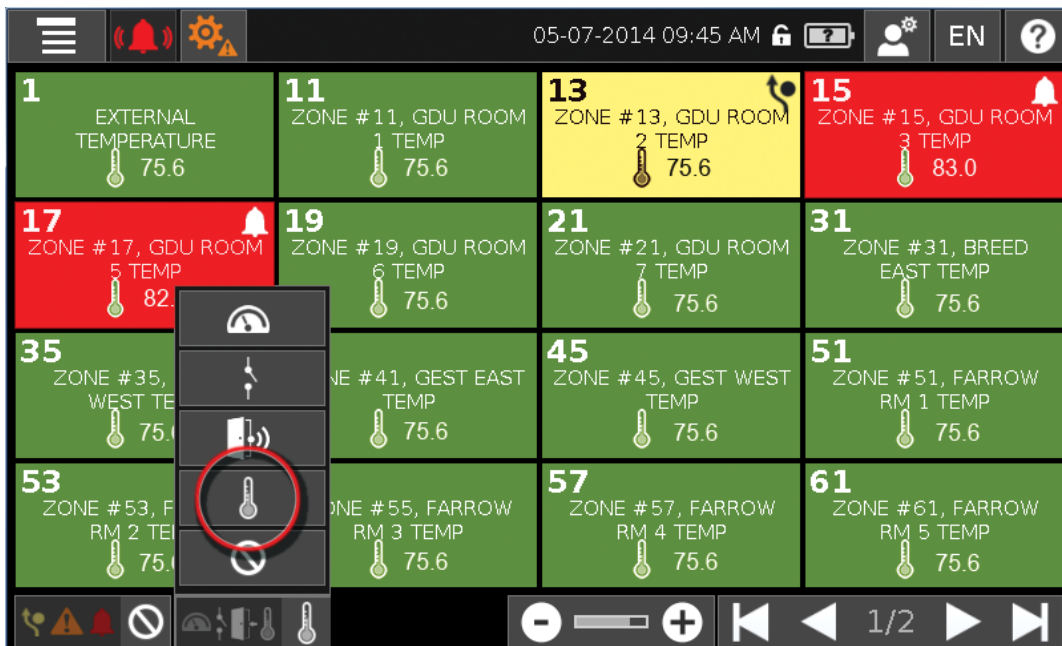 05-07-2014 09:45 AM
?
EN
?
1
EXTERNAL
TEMPERATURE
75.6
11
ZONE #11, GDU ROOM
1 TEMP
75.6
13
ZONE #13, GDU ROOM
2 TEMP
75.6
15
ZONE #15, GDU ROOM
3 TEMP
83.0
17
ZONE #17, GDU ROOM
5 TEMP
82.
19
ZONE #19, GDU ROOM
6 TEMP
75.6
21
ZONE #21, GDU ROOM
7 TEMP
75.6
31
ZONE #31, BREED
EAST TEMP
75.6
35
ZONE #35,
WEST TE
75.
NE #41, GEST EAST
TEMP
75.6
45
ZONE #45, GEST WEST
TEMP
75.6
51
ZONE #51, FARROW
RM 1 TEMP
75.6
53
ZONE #53, F
RM 2 TE
75.
NE #55, FARROW
RM 3 TEMP
75.6
57
ZONE #57, FARROW
RM 4 TEMP
75.6
61
ZONE #61, FARROW
RM 5 TEMP
75.6
1/2